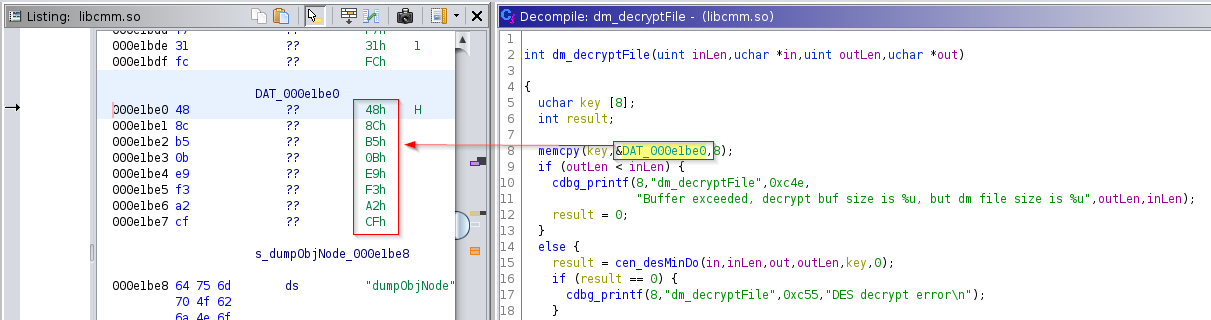 Listing: libcmm.so
000e1bde 31 ?? 31h 1
000e1bdf fc ?? FCh
DAT_000e1be0
000e1be0 48 ?? 48h H
000e1be1 8c ?? 8Ch
000e1be2 b5 ?? B5h
000e1be3 0b ?? 0Bh
000e1be4 e9 ?? E9h
000e1be5 f3 ?? F3h
000e1be6 a2 ?? A2h
000e1be7 cf ?? CFh
s_dumpObjNode_000e1be8
000e1be8 64 75 6d ds "dumpObjNode"
70 4f 62
6a 4e 6f
Decompile: dm_decryptFile - (libcmm.so)
1
2 int dm_decryptFile(uint inLen,uchar *in,uint outLen,uchar *out)
3
4 {
5 uchar key [8];
6 int result;
7
8 memcpy(key,&DAT_000e1be0,8);
9 if (outLen < inLen) {
10 cdbg_printf(8,"dm_decryptFile",0xc4e,
11 "Buffer exceeded, decrypt buf size is %u, but dm file size is %u",outLen,inLen);
12 result = 0;
13 }
14 else {
15 result = cen_desMinDo(in,inLen,out,outLen,key,0);
16 if (result == 0) {
17 cdbg_printf(8,"dm_decryptFile",0xc55,"DES decrypt error\n");
18 }